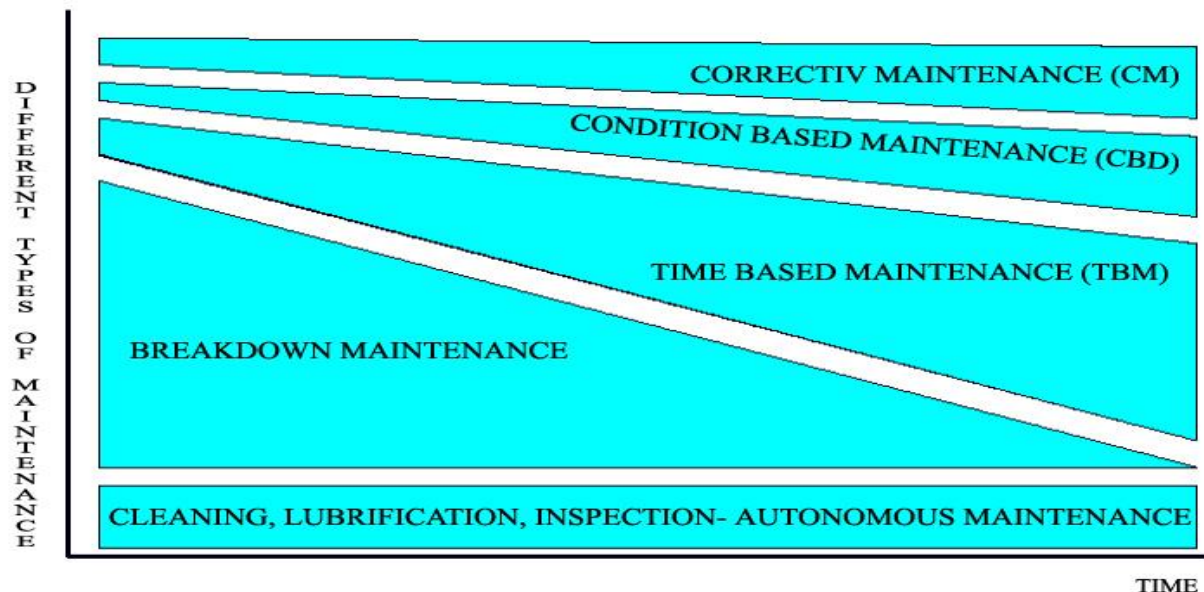 DIFFERENT TYPES OF MAINTENANCE
CORRECTIV MAINTENANCE (CM)
CONDITION BASED MAINTENANCE (CBD)
TIME BASED MAINTENANCE (TBM)
BREAKDOWN MAINTENANCE
CLEANING, LUBRIFICATION, INSPECTION- AUTONOMOUS MAINTENANCE
TIME